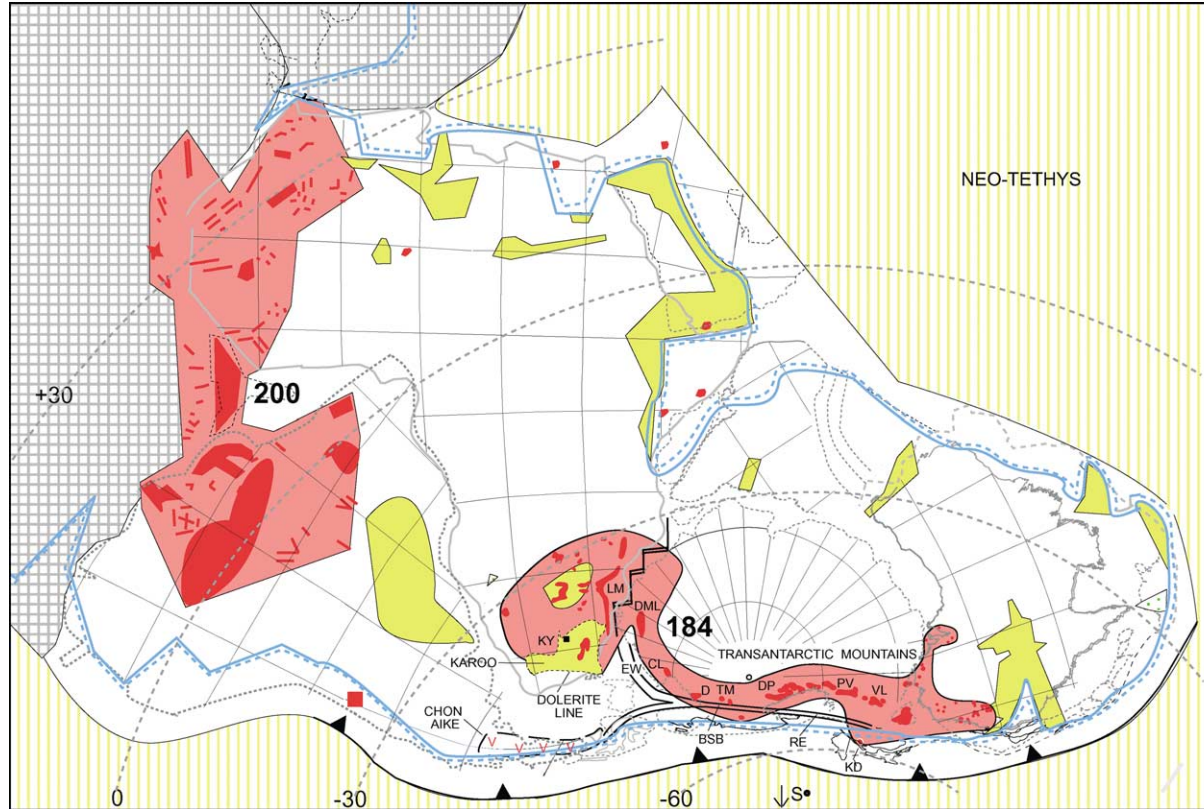 NEO-TETHYS
+30
200
LM
DML
184
KY
TRANSANTARCTIC MOUNTAINS
KAROO
EW
CL
D
TM
DP
PV
VL
DOLERITE
LINE
CHON
AIKE
V V V V
BSB
RE
KD
0
-30
-60
S